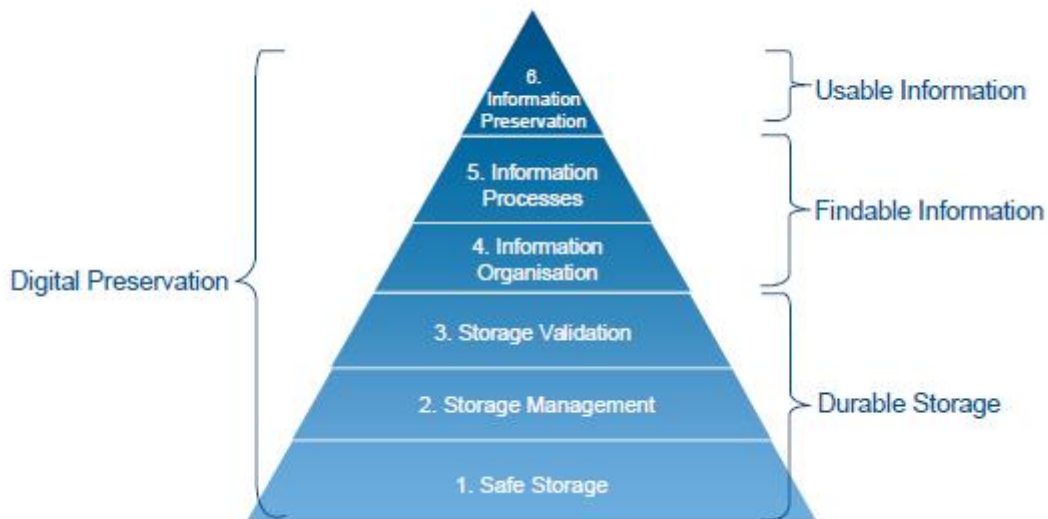 6.
Information
Preservation
Usable Information
5. Information
Processes
Findable Information
4. Information
Organisation
Digital Preservation
3. Storage Validation
2. Storage Management
Durable Storage
1. Safe Storage